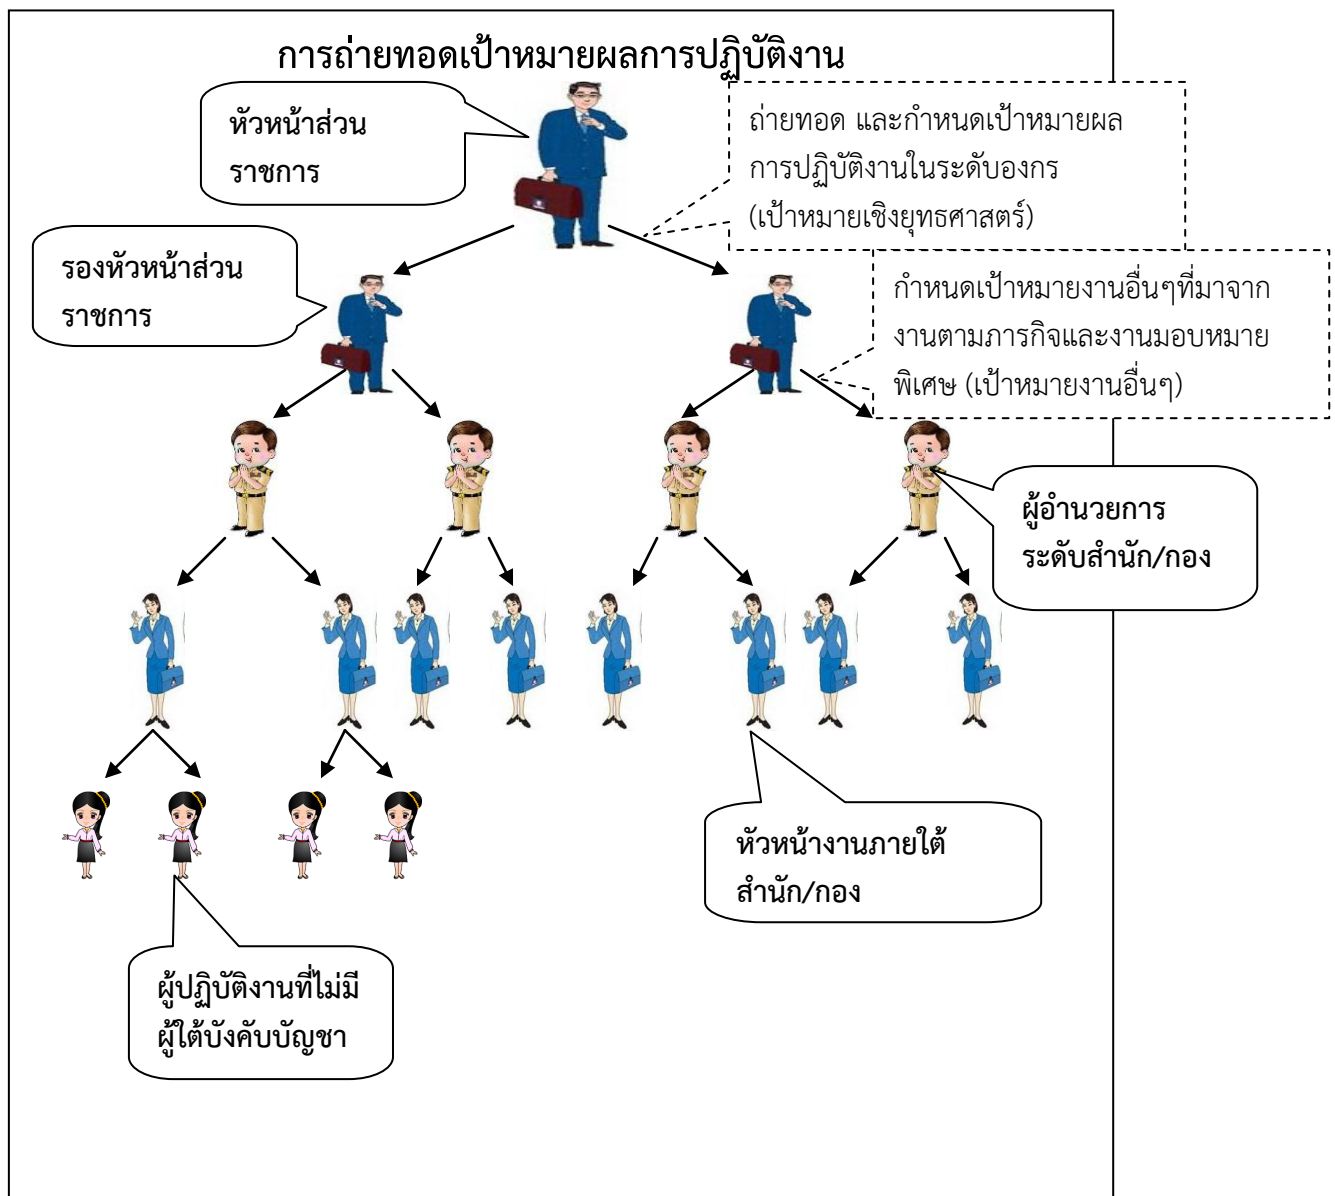 การถ่ายทอดเป้าหมายผลการปฏิบัติงาน
หัวหน้าส่วน
ราชการ
ถ่ายทอด และกำหนดเป้าหมายผล
การปฏิบัติงานในระดับองกร
(เป้าหมายเชิงยุทธศาสตร์)
รองหัวหน้าส่วน
ราชการ
กำหนดเป้าหมายงานอื่นๆที่มาจาก
งานตามภารกิจและงานมอบหมาย
พิเศษ (เป้าหมายงานอื่นๆ)
ผู้อำนวยการ
ระดับสำนัก/กอง
หัวหน้างานภายใต้
สำนัก/กอง
ผู้ปฏิบัติงานที่ไม่มี
ผู้ใต้บังคับบัญชา